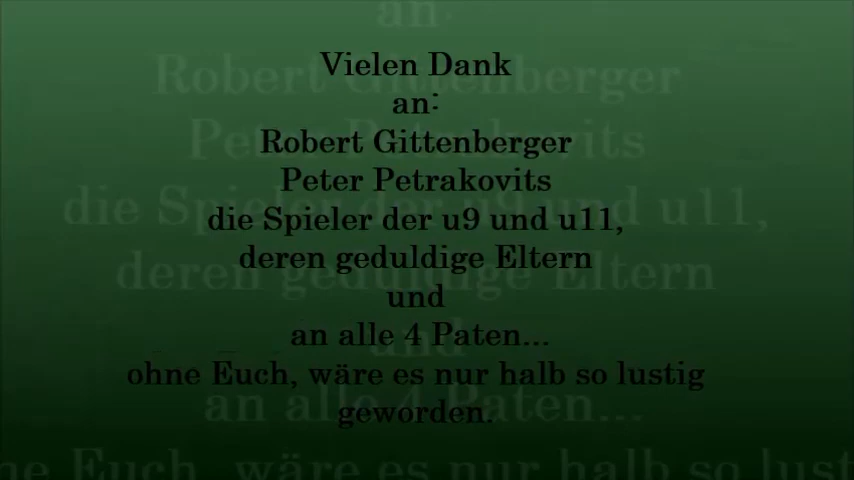 Vielen Dank
an:
Robert Gittenberger
Peter Petrakovits
die Spieler der u9 und u11,
deren geduldige Eltern
und
an alle 4 Paten...
ohne Euch, wäre es nur halb so lustig
geworden.